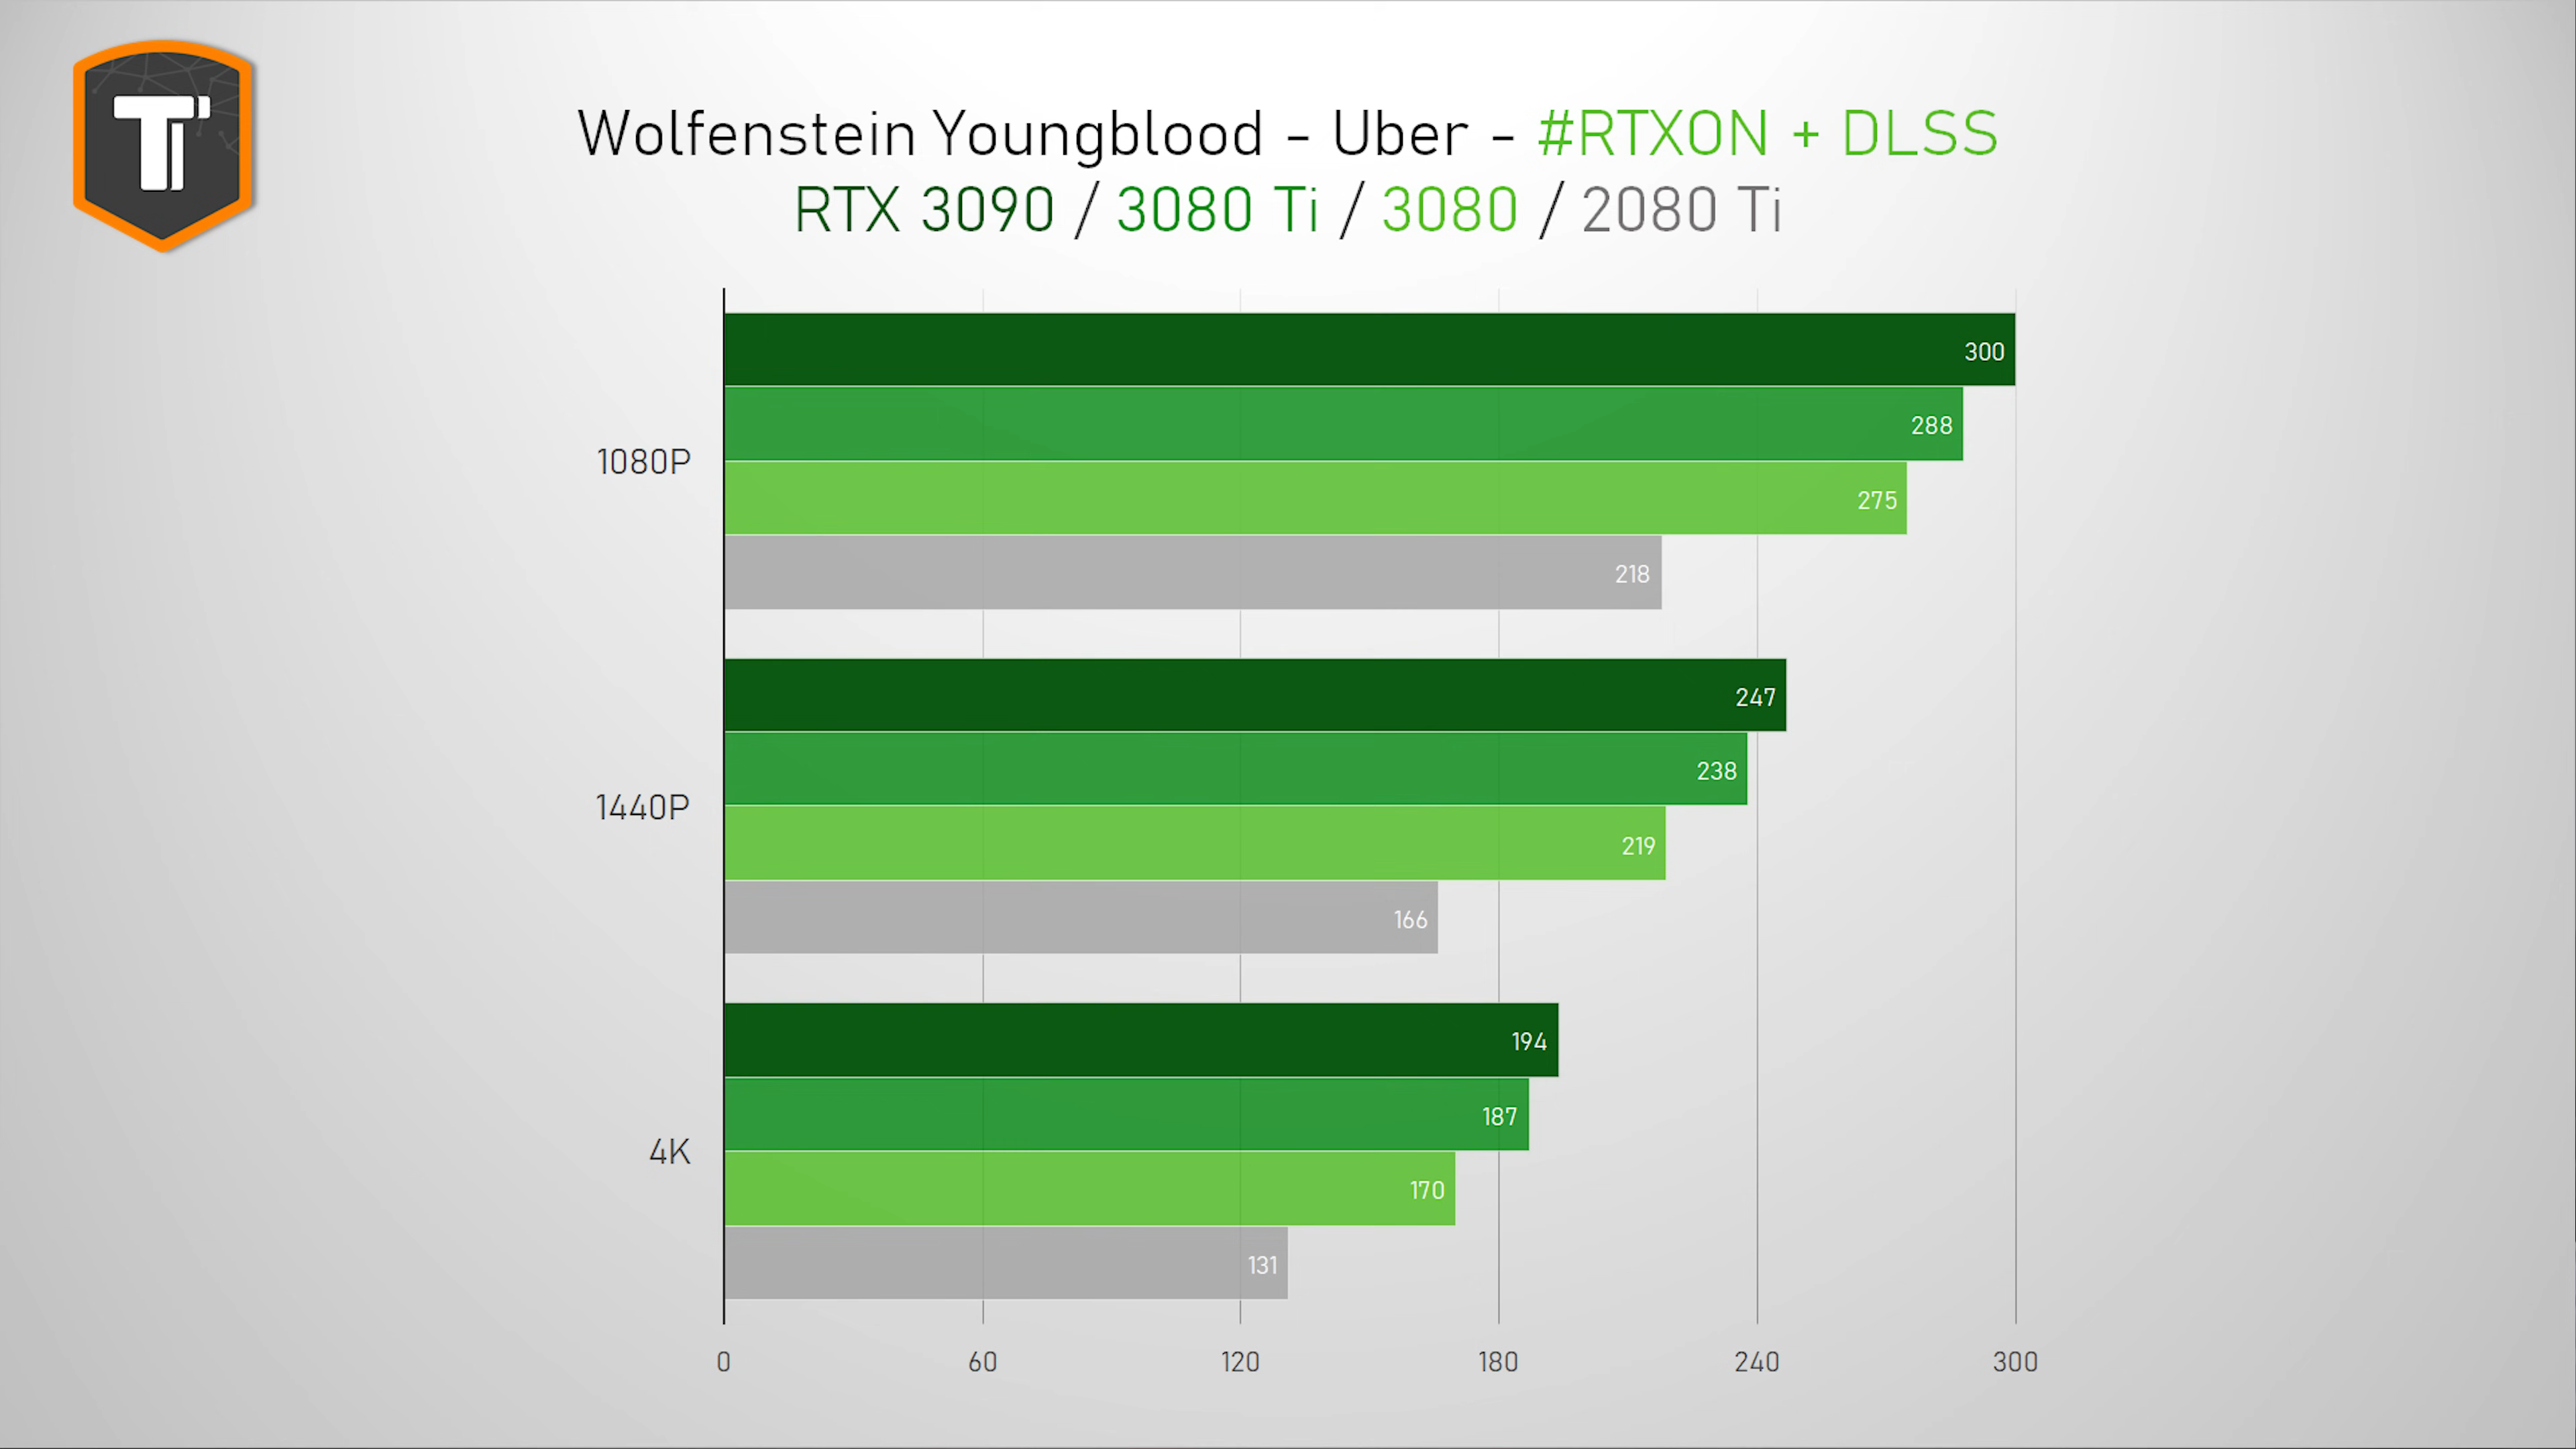 Ti
Wolfenstein Youngblood - Uber - #RTXON + DLSS
RTX 3090 / 3080 Ti / 3080 / 2080 Ti
1080P
300
288
275
218
1440P
247
238
219
166
4K
194
187
170
131
0 60 120 180 240 300